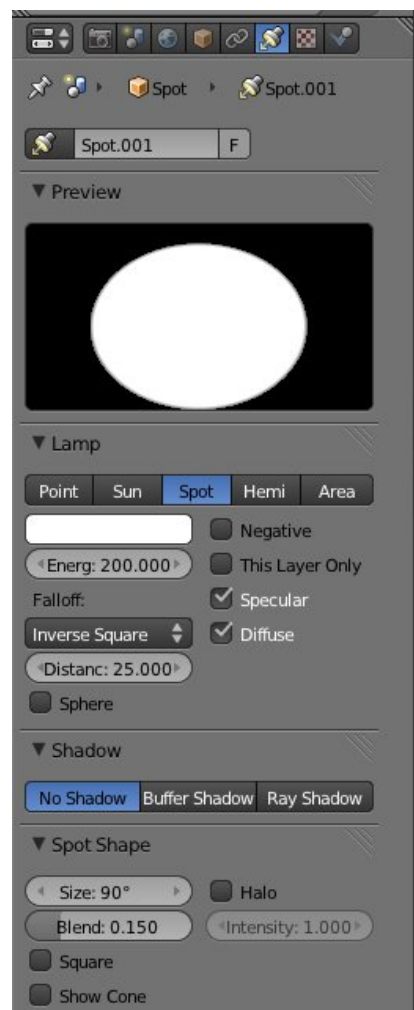 Spot Spot.001
Spot.001 F
Preview
Lamp
Point Sun Spot Hemi Area
Negative
Energ: 200.000 This Layer Only
Falloff: Specular
Inverse Square Diffuse
Distanc: 25.000
Sphere
Shadow
No Shadow Buffer Shadow Ray Shadow
Spot Shape
Size: 90° Halo
Blend: 0.150 Intensity: 1.000
Square
Show Cone